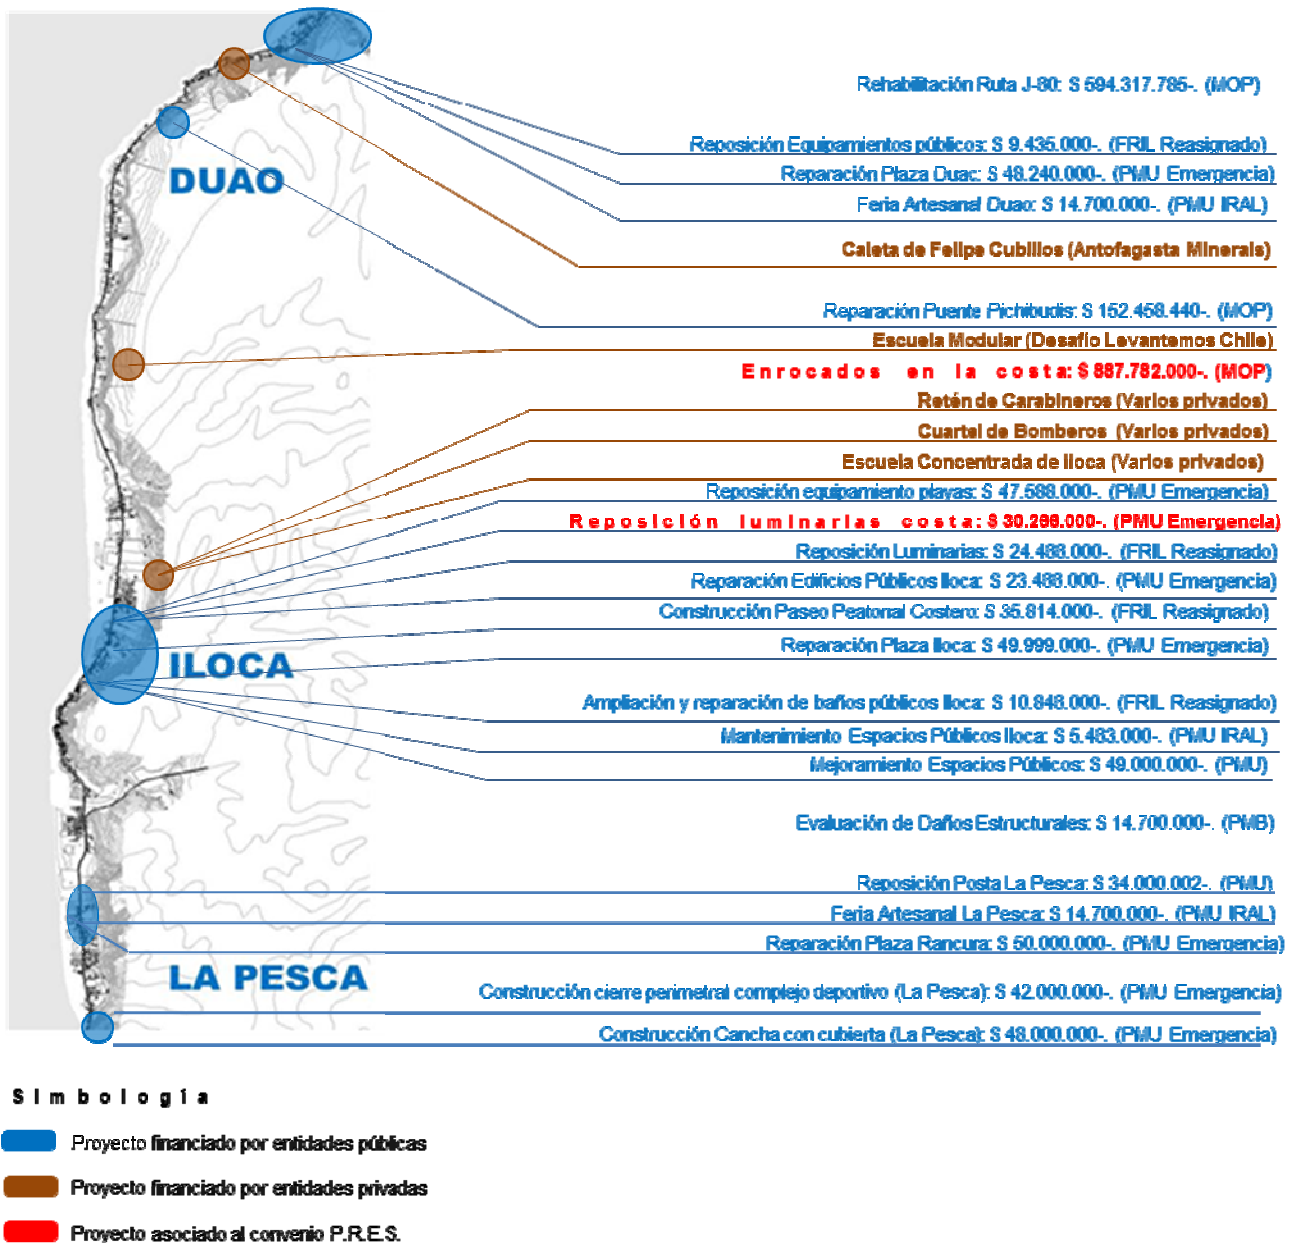 Rehabilitación Ruta J-80: $ 594.317.785-. (MOP)
Reposición Equipamientos públicos: $ 9.435.000-. (FRIL Reasignado)
Reparación Plaza Duao: $ 48.240.000-. (PMU Emergencia)
DUAO
Feria Artesanal Duao: $ 14.700.000-. (PMU IRAL)
Caleta de Felipe Cubillos (Antofagasta Minerals)
Reparación Puente Pichibudis: $ 152.458.440-. (MOP)
Escuela Modular (Desafío Levantemos Chile)
Enrocados en la costa: $ 887.782.000-. (MOP)
Retén de Carabineros (Varios privados)
Cuartel de Bomberos (Varios privados)
Escuela Concentrada de Iloca (Varios privados)
Reposición equipamiento playas: $ 47.588.000-. (PMU Emergencia)
Reposición luminarias costa: $ 30.266.000-. (PMU Emergencia)
Reposición Luminarias: $ 24.488.000-. (FRIL Reasignado)
Reparación Edificios Públicos Iloca: $ 23.488.000-. (PMU Emergencia)
Construcción Paseo Peatonal Costero: $ 35.814.000-. (FRIL Reasignado)
Reparación Plaza Iloca: $ 49.999.000-. (PMU Emergencia)
ILOCA
Ampliación y reparación de baños públicos Iloca: $ 10.848.000-. (FRIL Reasignado)
Mantenimiento Espacios Públicos Iloca: $ 5.483.000-. (PMU IRAL)
Mejoramiento Espacios Públicos: $ 49.000.000-. (PMU)
Evaluación de Daños Estructurales: $ 14.700.000-. (PMB)
Reposición Posta La Pesca: $ 34.000.002-. (PMU)
Feria Artesanal La Pesca: $ 14.700.000-. (PMU IRAL)
Reparación Plaza Rancura: $ 50.000.000-. (PMU Emergencia)
LA PESCA
Construcción cierre perimetral complejo deportivo (La Pesca): $ 42.000.000-. (PMU Emergencia)
Construcción Cancha con cubierta (La Pesca): $ 48.000.000-. (PMU Emergencia)
Simbología
Proyecto financiado por entidades públicas
Proyecto financiado por entidades privadas
Proyecto asociado al convenio P.R.E.S.